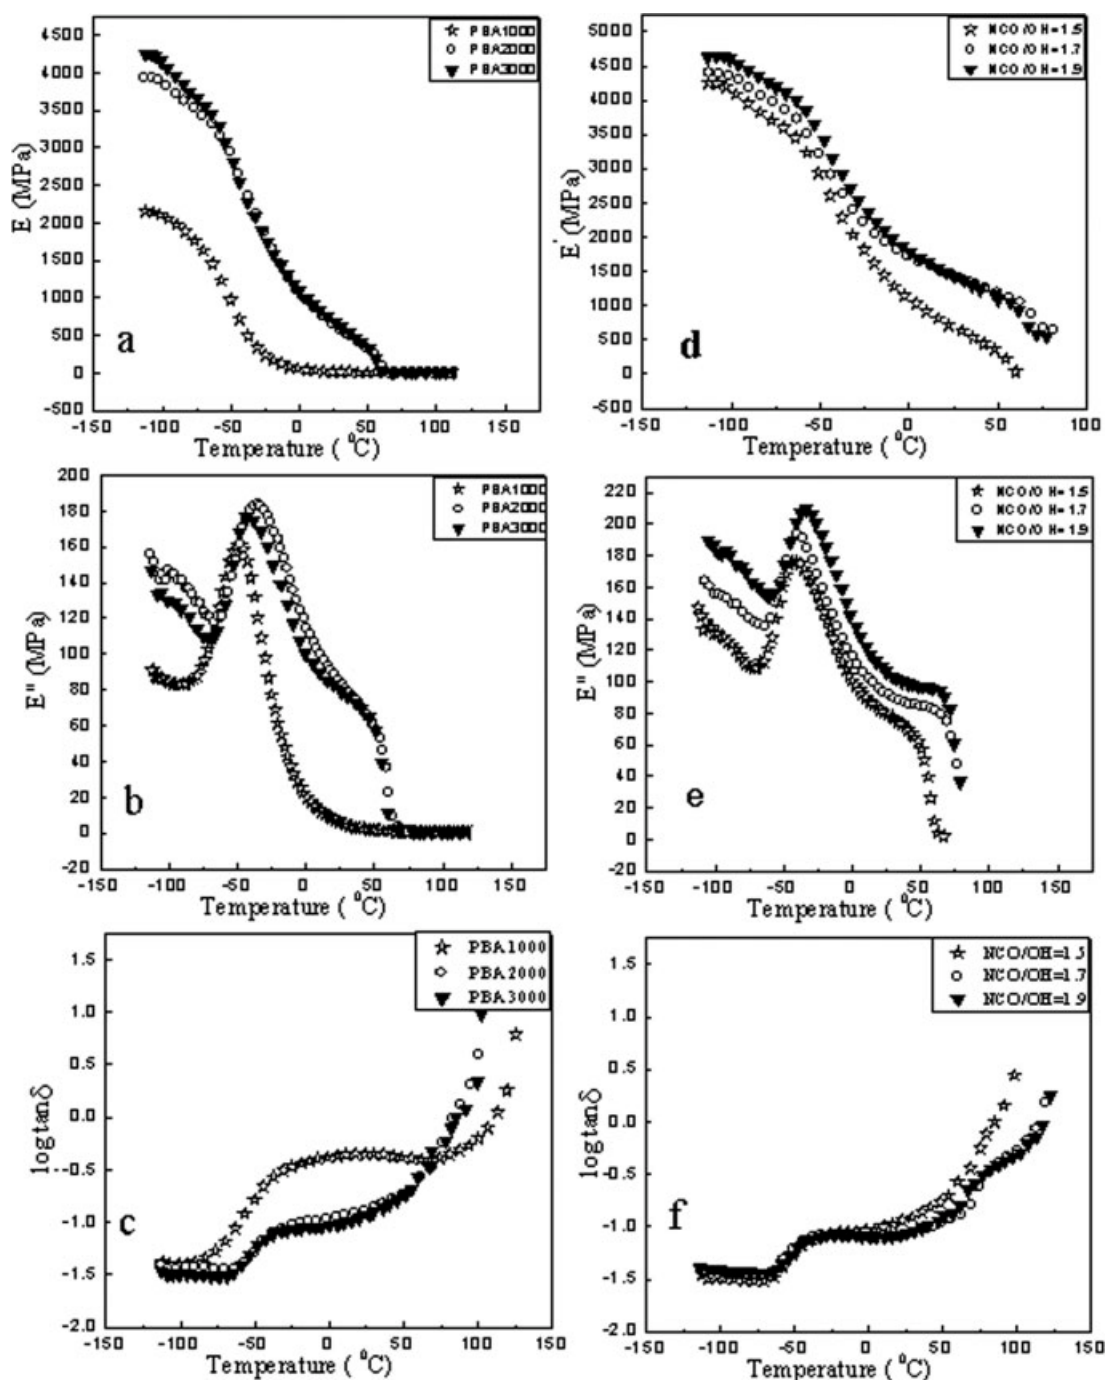 4500
4000
3500
3000
2500
2000
1500
1000
500
0
-500
E (MPa)
PBA1000
PBA2000
PBA3000
a
-150 -100 -50 0 50 100 150
Temperature ( ⁰C)
5000
4500
4000
3500
3000
2500
2000
1500
1000
500
0
-500
E' (MPa)
NCO/OH=1.5
NCO/OH=1.7
NCO/OH=1.9
d
-150 -100 -50 0 50 100
Temperature ( ⁰C)
200
180
160
140
120
100
80
60
40
20
0
-20
E" (MPa)
PBA1000
PBA2000
PBA3000
b
-150 -100 -50 0 50 100 150
Temperature ( ⁰C)
220
200
180
160
140
120
100
80
60
40
20
0
-20
E" (MPa)
NCO/OH=1.5
NCO/OH=1.7
NCO/OH=1.9
e
-150 -100 -50 0 50 100 150
Temperature ( ⁰C)
1.5
1.0
0.5
0.0
-0.5
-1.0
-1.5
-2.0
logtanδ
PBA1000
PBA2000
PBA3000
c
-150 -100 -50 0 50 100 150
Temperature ( ⁰C)
1.5
1.0
0.5
0.0
-0.5
-1.0
-1.5
-2.0
logtanδ
NCO/OH=1.5
NCO/OH=1.7
NCO/OH=1.9
f
-150 -100 -50 0 50 100 150
Temperature ( ⁰C)